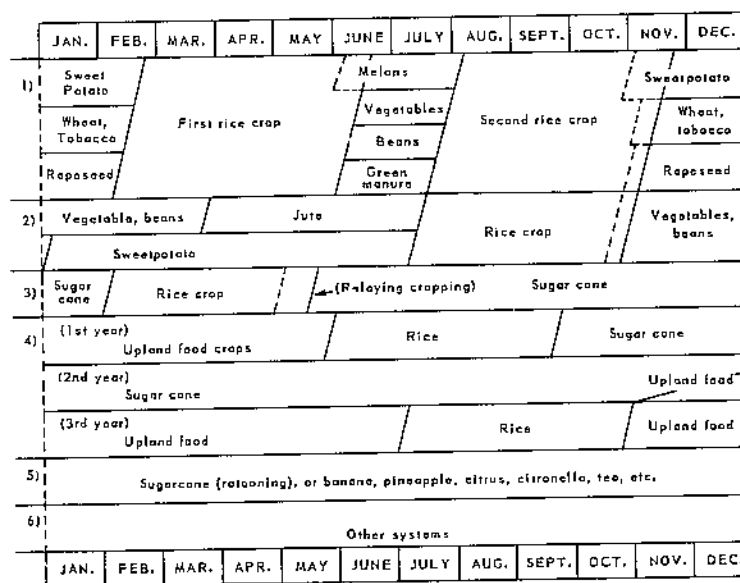 JAN. FEB. MAR. APR. MAY JUNE JULY AUG. SEPT. OCT. NOV. DEC.
1)
Sweet
Potato
Wheat,
Tobacco
Rapeseed
First rice crop
Melons
Vegetables
Beans
Green
manure
Second rice crop
Sweetpotato
Wheat,
tobacco
Rapeseed
2)
Vegetable, beans
Jute
Sweetpotato
Rice crop
Vegetables,
beans
3)
Sugar
cane
Rice crop
(Relaying cropping)
Sugar cane
4)
(1st year)
Upland food crops
Rice
Sugar cane
(2nd year)
Sugar cane
Upland food
(3rd year)
Upland food
Rice
Upland food
5)
Sugarcane (ratooning), or banana, pineapple, citrus, citronella, tea, etc.
6)
Other systems
JAN. FEB. MAR. APR. MAY JUNE JULY AUG. SEPT. OCT. NOV. DEC.